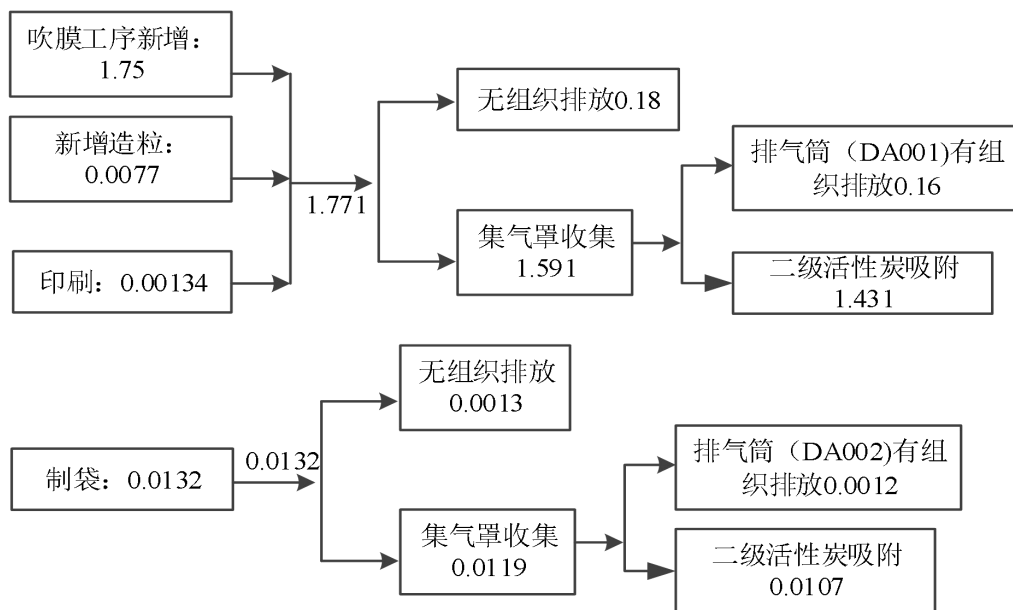 吹膜工序新增：
1.75
新增造粒：
0.0077
印刷：0.00134
1.771
无组织排放0.18
集气罩收集
1.591
排气筒（DA001)有组
织排放0.16
二级活性炭吸附
1.431
制袋：0.0132
0.0132
无组织排放
0.0013
集气罩收集
0.0119
排气筒（DA002)有组
织排放0.0012
二级活性炭吸附
0.0107